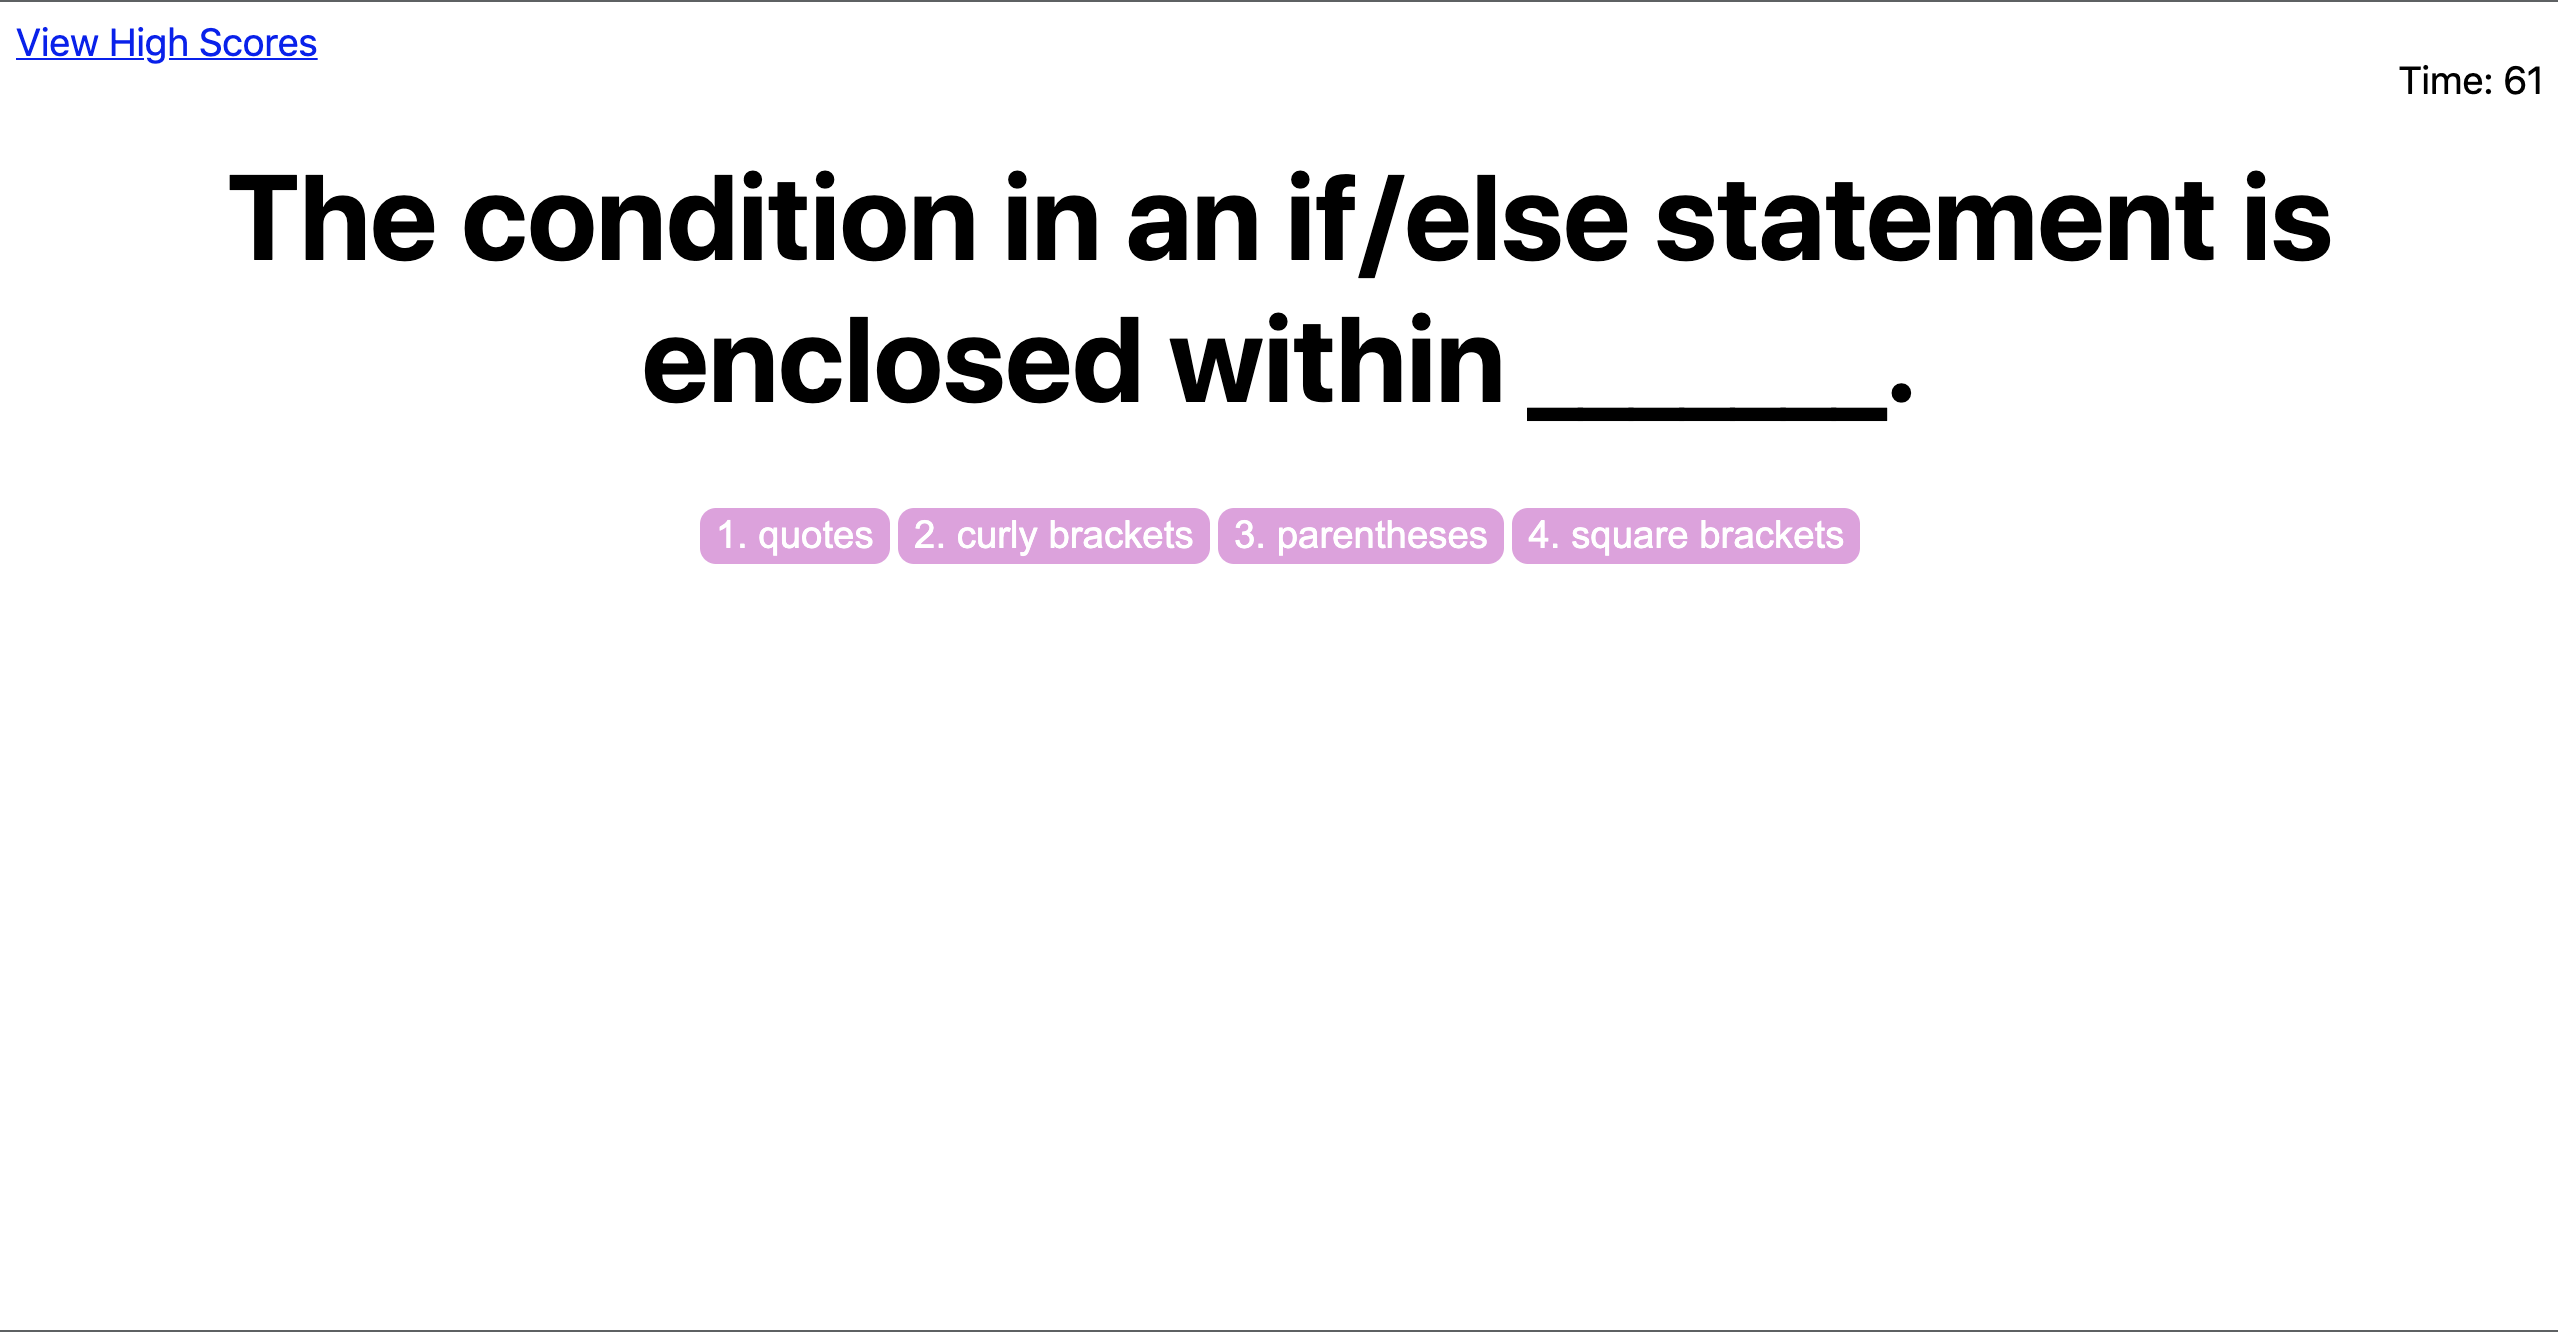 View High Scores
Time: 61
The condition in an if/else statement is
enclosed within _______.
1. quotes 2. curly brackets 3. parentheses 4. square brackets